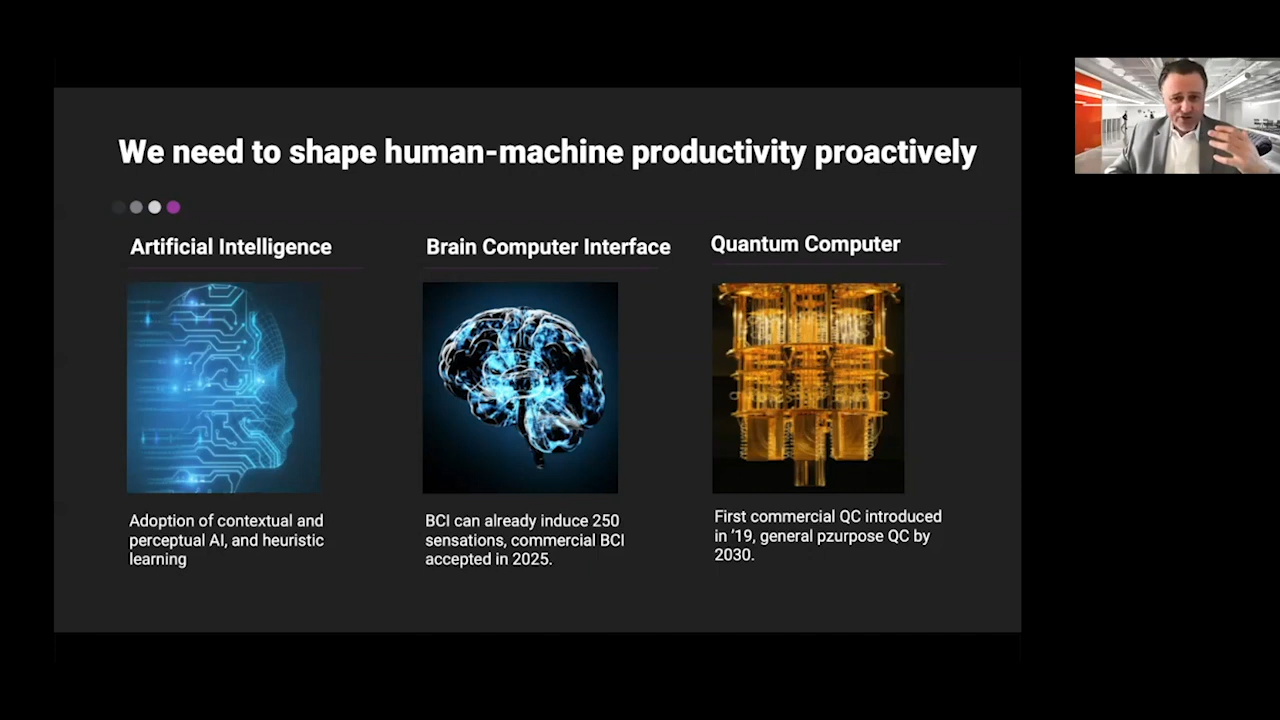 We need to shape human-machine productivity proactively
Artificial Intelligence
Brain Computer Interface
Quantum Computer
Adoption of contextual and
perceptual AI, and heuristic
learning
BCI can already induce 250
sensations, commercial BCI
accepted in 2025.
First commercial QC introduced
in ’19, general pzurpose QC by
2030.